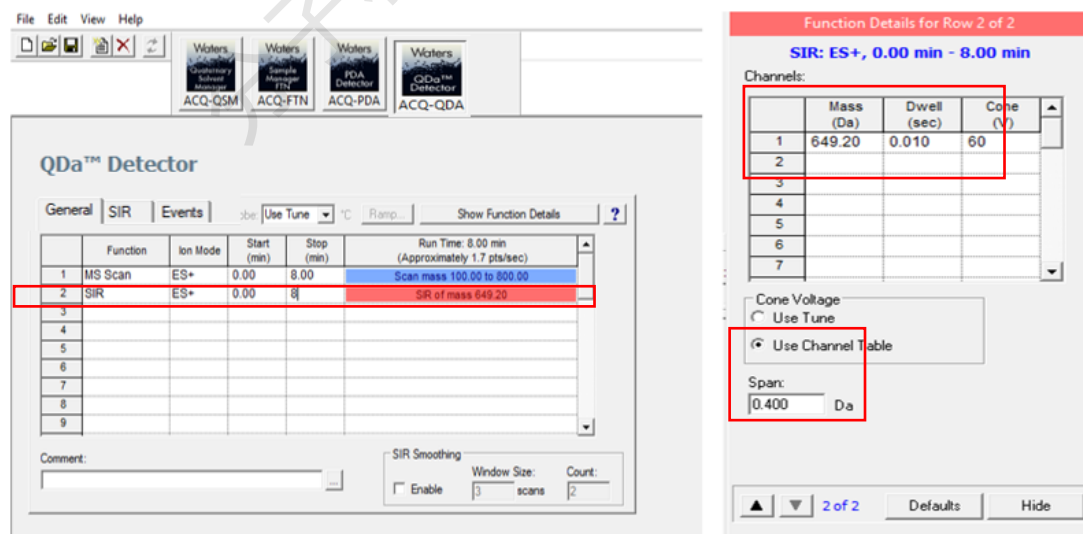 File Edit View Help
Waters Quaternary Solvent Manager ACQ-QSM
Waters Sample Manager FTN ACQ-FTN
Waters PDA Detector ACQ-PDA
Waters QDa™ Detector ACQ-QDA
QDa™ Detector
General SIR Events Use Tune °C Ramp... Show Function Details ?
Function Ion Mode Start (min) Stop (min) Run Time: 8.00 min (Approximately 1.7 pts/sec)
1 MS Scan ES+ 0.00 8.00 Scan mass 100.00 to 800.00
2 SIR ES+ 0.00 8 SIR of mass 649.20
3
4
5
6
7
8
9
Comment:
...
SIR Smoothing
Window Size: Count:
Enable 3 scans 2
Function Details for Row 2 of 2
SIR: ES+, 0.00 min - 8.00 min
Channels:
Mass (Da) Dwell (sec) Cone (V)
1 649.20 0.010 60
2
3
4
5
6
7
Cone Voltage
Use Tune
Use Channel Table
Span:
0.400 Da
2 of 2 Defaults Hide